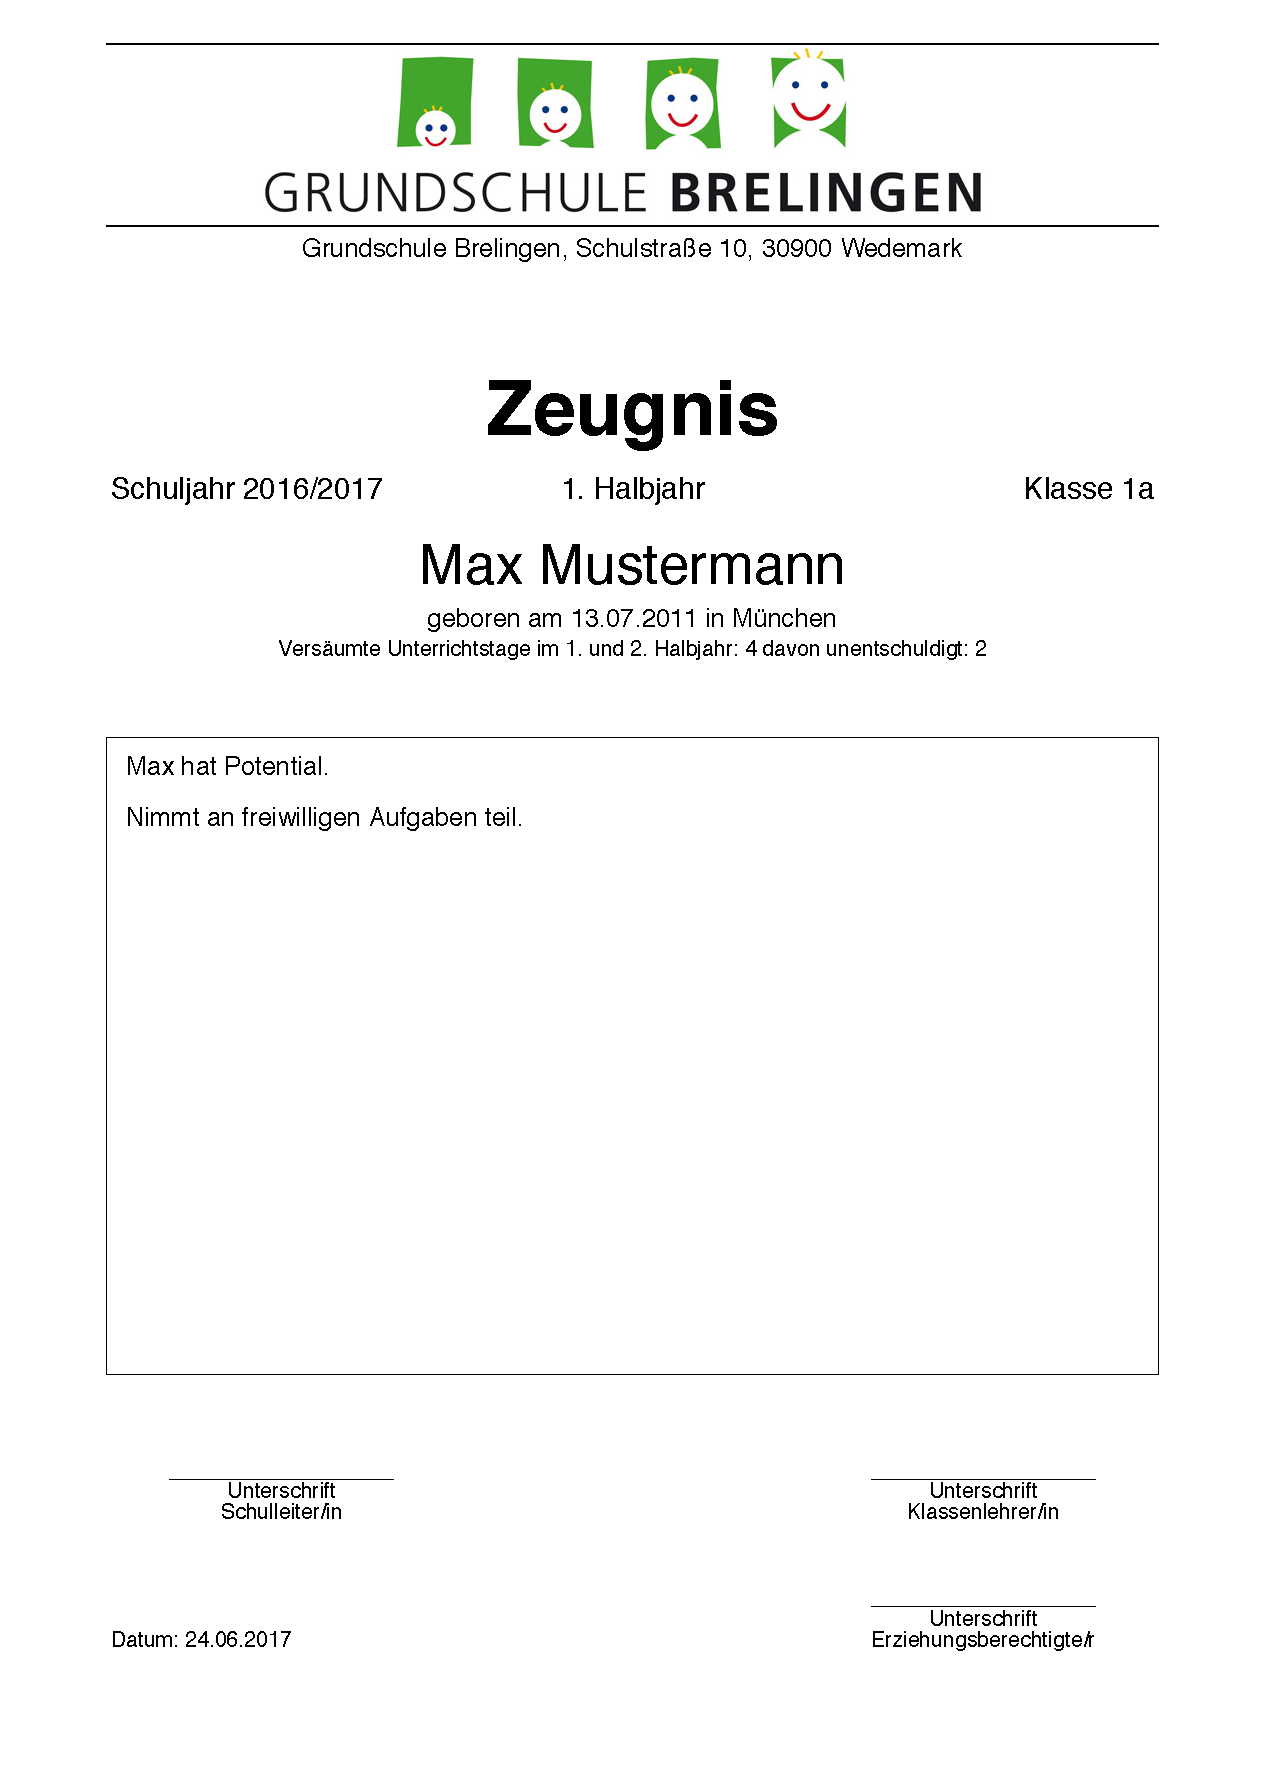 GRUNDSCHULE BRELINGEN
Grundschule Brelingen, Schulstraße 10, 30900 Wedemark
Zeugnis
Schuljahr 2016/2017 1. Halbjahr Klasse 1a
Max Mustermann
geboren am 13.07.2011 in München
Versäumte Unterrichtstage im 1. und 2. Halbjahr: 4 davon unentschuldigt: 2
Max hat Potential.
Nimmt an freiwilligen Aufgaben teil.
Unterschrift Unterschrift
Schulleiter/in Klassenlehrer/in
Unterschrift
Datum: 24.06.2017 Erziehungsberechtigte/r